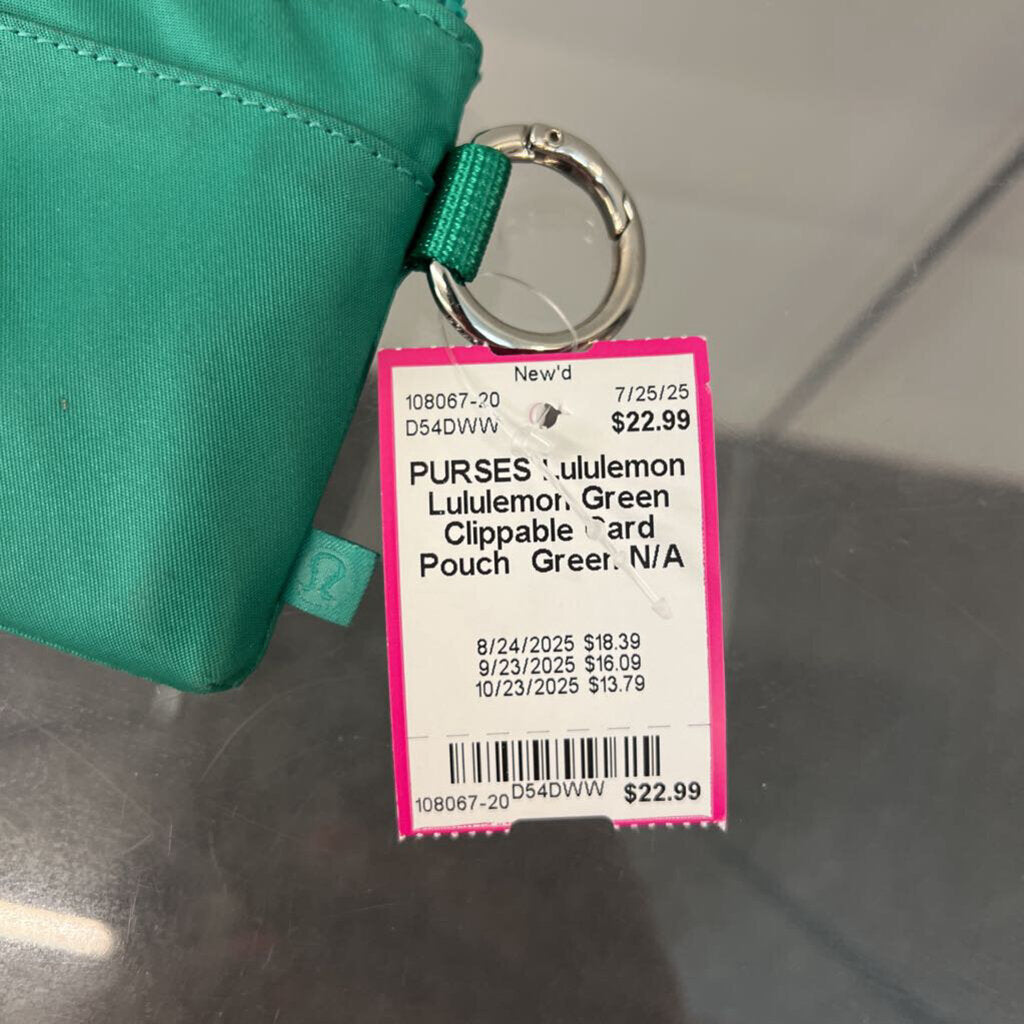 New'd
108067-20 7/25/25
D54DWW $22.99
PURSES Lululemon
Lululemon Green
Clippable Card
Pouch Green N/A
8/24/2025 $18.39
9/23/2025 $16.09
10/23/2025 $13.79
108067-20 D54DWW $22.99